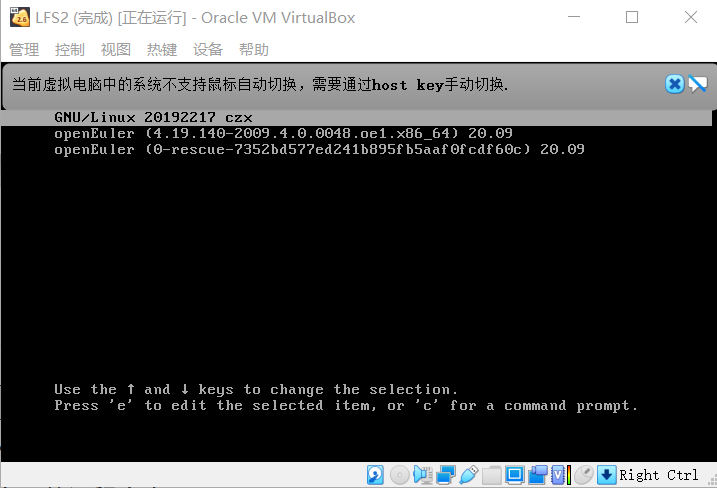 LFS2 (完成) [正在运行] - Oracle VM VirtualBox
管理 控制 视图 热键 设备 帮助
当前虚拟电脑中的系统不支持鼠标自动切换，需要通过host key手动切换.
GNU/Linux 20192217 czx
openEuler (4.19.140-2009.4.0.0048.oe1.x86_64) 20.09
openEuler (0-rescue-7352bd577ed241b895fb5aaf0fcdf60c) 20.09
Use the ↑ and ↓ keys to change the selection.
Press 'e' to edit the selected item, or 'c' for a command prompt.
Right Ctrl